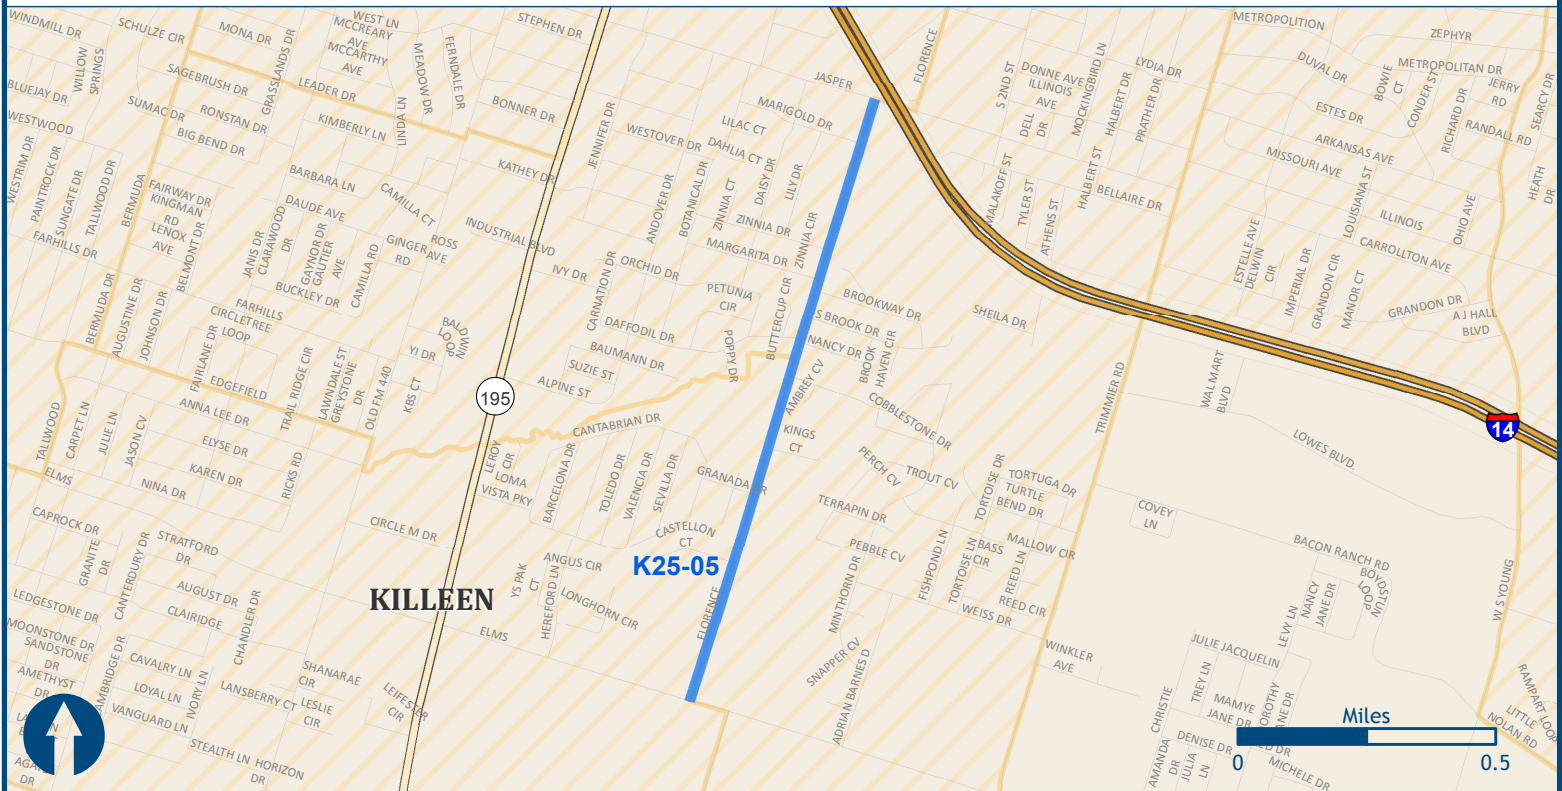 WINDMILL DR
SCHULZE CIR
MONA DR
WEST LN
MCCREARY
AVE
MCCARTHY
AVE
STEPHEN DR
FLORENCE
METROPOLITION
ZEPHYR
WILLOW
SPRINGS
GRASSLANDS DR
MEADOW DR
FERNDALE DR
JASPER
S 2ND ST
DONNE AVE
ILLINOIS
AVE
DELL
DR
MOCKINGBIRD LN
HALBERT DR
LYDIA DR
PRATHER DR
DUVAL DR
BOWIE
CT
METROPOLITAN DR
CONDER ST
JERRY
RD
SEARCY DR
BLUEJAY DR
SAGEBRUSH DR
LEADER DR
LINDA LN
BONNER DR
MARIGOLD DR
ESTES DR
RICHARD DR
RANDALL RD
WESTWOOD
SUMAC DR
RONSTAN DR
BIG BEND DR
KIMBERLY LN
JENNIFER DR
WESTOVER DR
LILAC CT
DAHLIA CT
ARKANSAS AVE
MISSOURI AVE
WESTRIM DR
PAINTROCK DR
SUNGATE DR
TALLWOOD DR
BERMUDA
BARBARA LN
CAMILLA CT
KATHEY DR
ANDOVER DR
BOTANICAL DR
ZINNIA CT
DAISY DR
LILY DR
MALAKOFF ST
TYLER ST
ATHENS ST
HALBERT ST
BELLAIRE DR
LOUISIANA ST
ILLINOIS
OHIO AVE
HEATH
DR
FAIRWAY DR
KINGMAN
RD
LENOX
AVE
BELMONT DR
DAUDE AVE
JANIS DR
CLARAWOOD
DR
GAYNOR DR
GAUTIER
AVE
CAMILLA RD
GINGER
RD
ROSS
AVE
INDUSTRIAL BLVD
ZINNIA DR
MARGARITA DR
ZINNIA CIR
ESTELLE AVE
DELWIN
CIR
CARROLLTON AVE
FARHILLS DR
BUCKLEY DR
IVY DR
ORCHID DR
CARNATION DR
PETUNIA
CIR
BUTTERCUP CIR
BROOKWAY DR
SHEILA DR
IMPERIAL DR
GRANDON CIR
MANOR CT
GRANDON DR
A J HALL
BLVD
BERMUDA DR
AUGUSTINE DR
JOHNSON DR
FARHILLS
CIRCLETREE
LOOP
BALDWIN
LOOP
DAFFODIL DR
BAUMANN DR
POPPY DR
S BROOK DR
NANCY DR
BROOK
HAVEN CIR
YI DR
SUZIE ST
ALPINE ST
AMBREY CV
FAIRLANE DR
EDGEFIELD
TRAIL RIDGE CIR
LAWNDALE ST
GREYSTONE
DR
OLD FM 440
KBS CT
195
COBBLESTONE DR
TRIMMIER RD
WAL MART
BLVD
14
TALLWOOD
CARPET LN
JULIE LN
JASON CV
ANNA LEE DR
ELYSE DR
KAREN DR
RICKS RD
CANTABRIAN DR
KINGS
CT
LOWES BLVD.
ELMS
NINA DR
LEROY
CIR
LOMA
VISTA PKY
BARCELONA DR
TOLEDO DR
VALENCIA DR
SEVILLA DR
GRANADA DR
PERCH CV
TROUT CV
TORTOISE DR
TORTUGA DR
TURTLE
BEND DR
CAPROCK DR
CIRCLE M DR
CASTELLON
CT
TERRAPIN DR
COVEY
LN
GRANITE
DR
CANTERDURY DR
STRATFORD
DR
PEBBLE CV
FISHPOND LN
TORTOISE LN
BASS
CIR
REED LN
MALLOW CIR
BACON RANCH RD
K25-05
KILLEEN
ANGUS CIR
YS PAK
CT
HEREFORD LN
LONGHORN CIR
AUGUST DR
CLAIRIDGE
CHANDLER DR
MINTHORN DR
REED CIR
WEISS DR
BOYDSTUN
LOOP
NANCY
JANE DR
LEVY LN
W S YOUNG
LEDGESTONE DR
MOONSTONE DR
SANDSTONE
DR
AMETHYST
DR
ELMS
FLORENCE
SNAPPER CV
ADRIAN BARNES D
WINKLER
AVE
JULIE JACQUELIN
AMBRIDGE DR
CAVALRY LN
LOYAL LN
VANGUARD LN
IVORY LN
LANSBERRY CT
SHANARAE
CIR
LESLIE
CIR
LEIFESTER
CIR
STEALTH LN
HORIZON
DR
CHRISTIE
TREY LN
MAMYE
JANE DR
DENISE DR
AMANDA
DR
JULIA
LN
MICHELE DR
RAMPART LOOP
LITTLE
NOLAN RD
DR
Miles
0
0.5